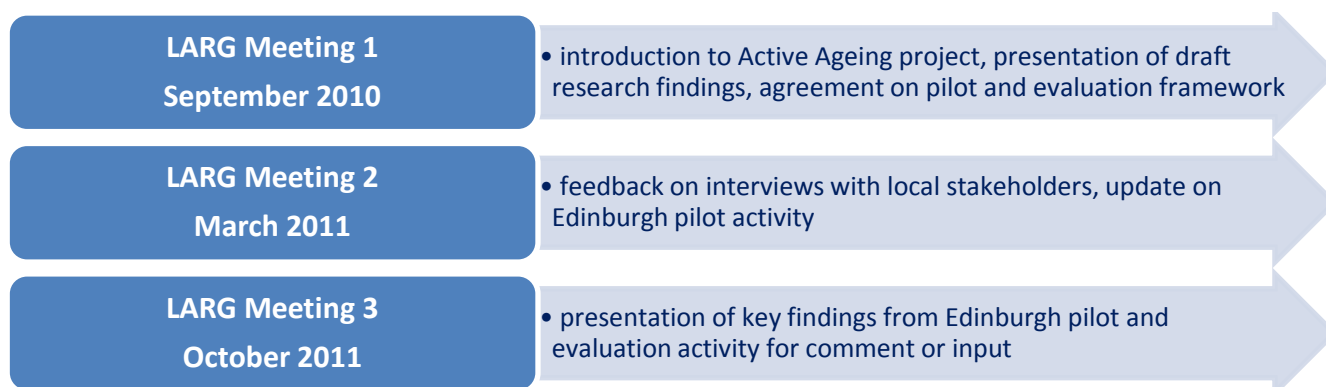 LARG Meeting 1
September 2010
• introduction to Active Ageing project, presentation of draft
research findings, agreement on pilot and evaluation framework
LARG Meeting 2
March 2011
• feedback on interviews with local stakeholders, update on
Edinburgh pilot activity
LARG Meeting 3
October 2011
• presentation of key findings from Edinburgh pilot and
evaluation activity for comment or input